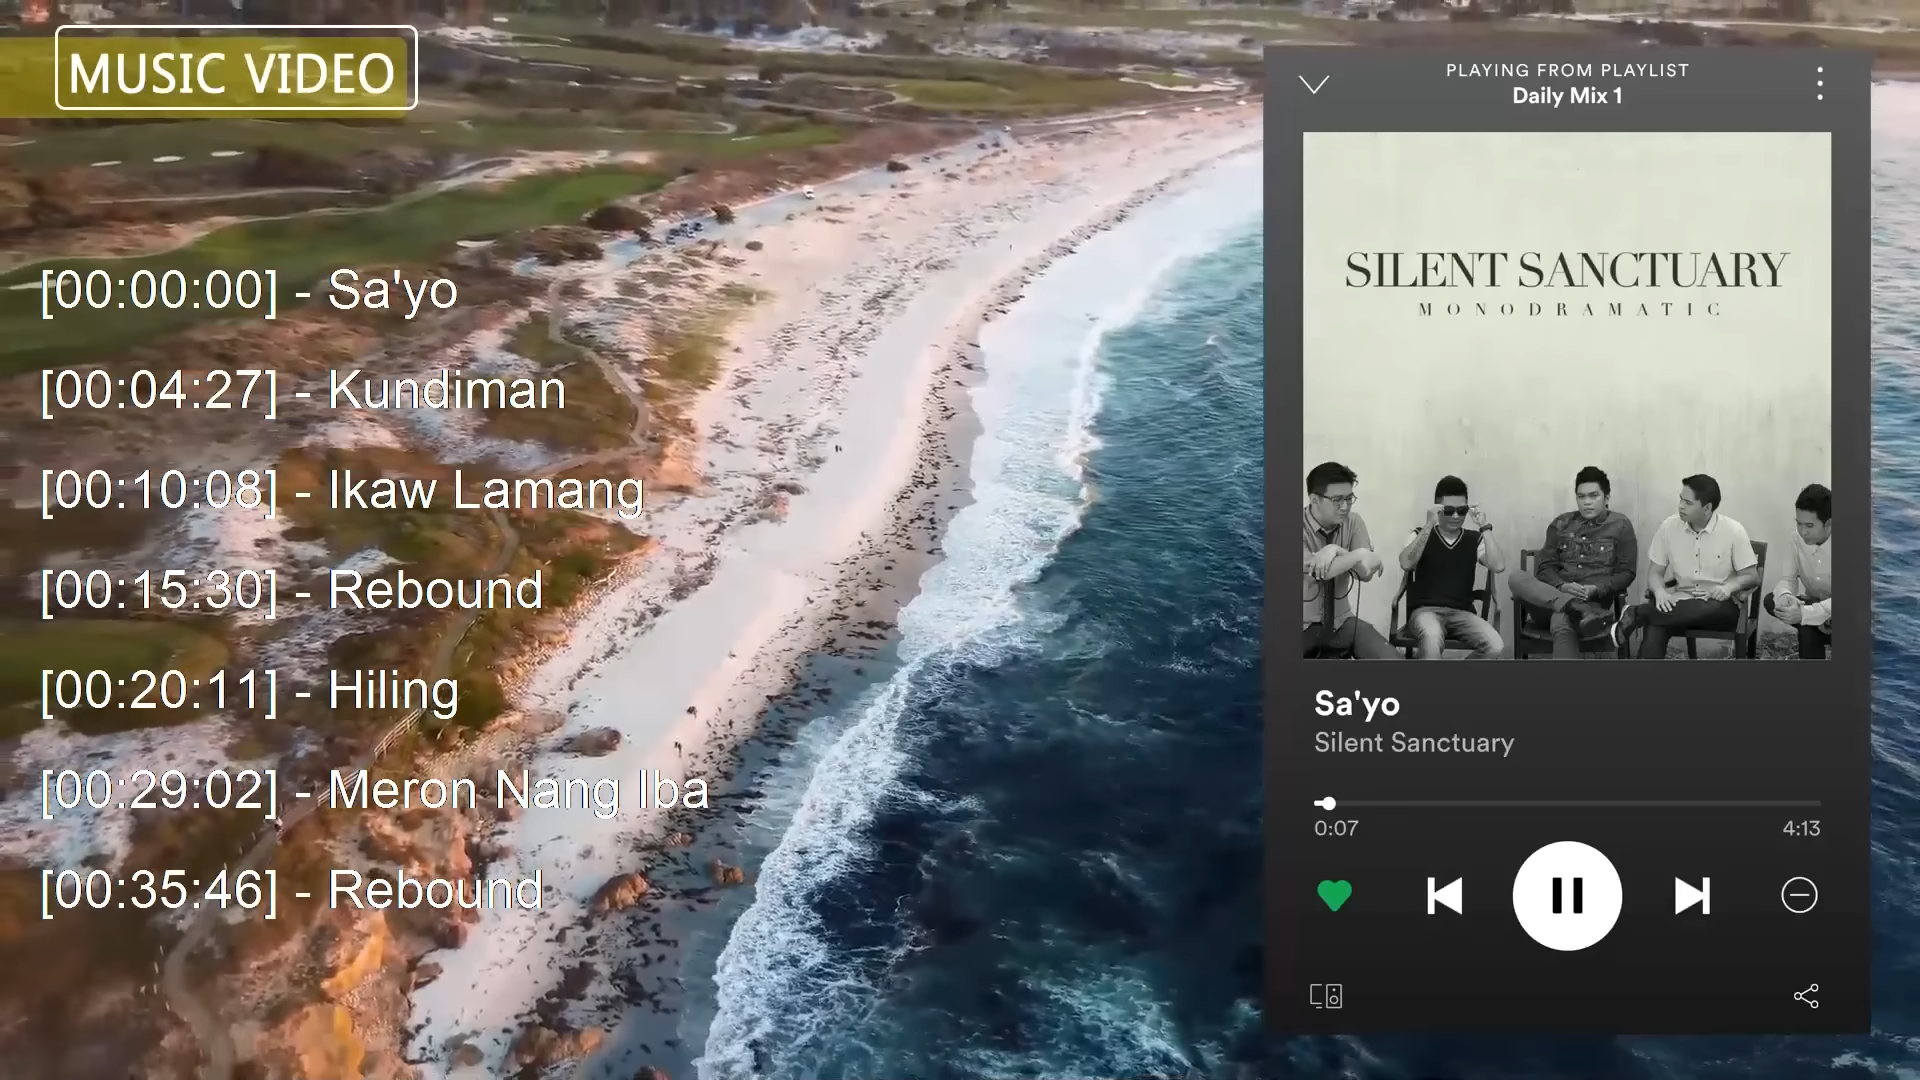 MUSIC VIDEO
[00:00:00] - Sa'yo
[00:04:27] - Kundiman
[00:10:08] - Ikaw Lamang
[00:15:30] - Rebound
[00:20:11] - Hiling
[00:29:02] - Meron Nang Iba
[00:35:46] - Rebound
PLAYING FROM PLAYLIST
Daily Mix 1
SILENT SANCTUARY
MONODRAMATIC
Sa'yo
Silent Sanctuary
0:07 4:13